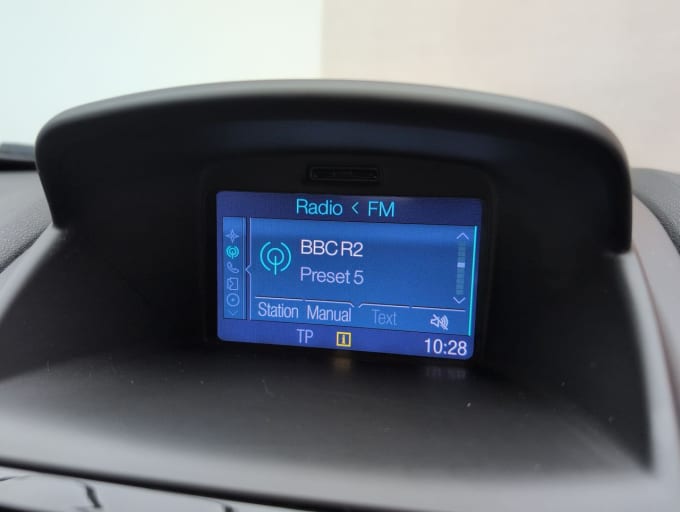 Radio < FM
BBC R2
Preset 5
Station Manual Text
TP i 10:28